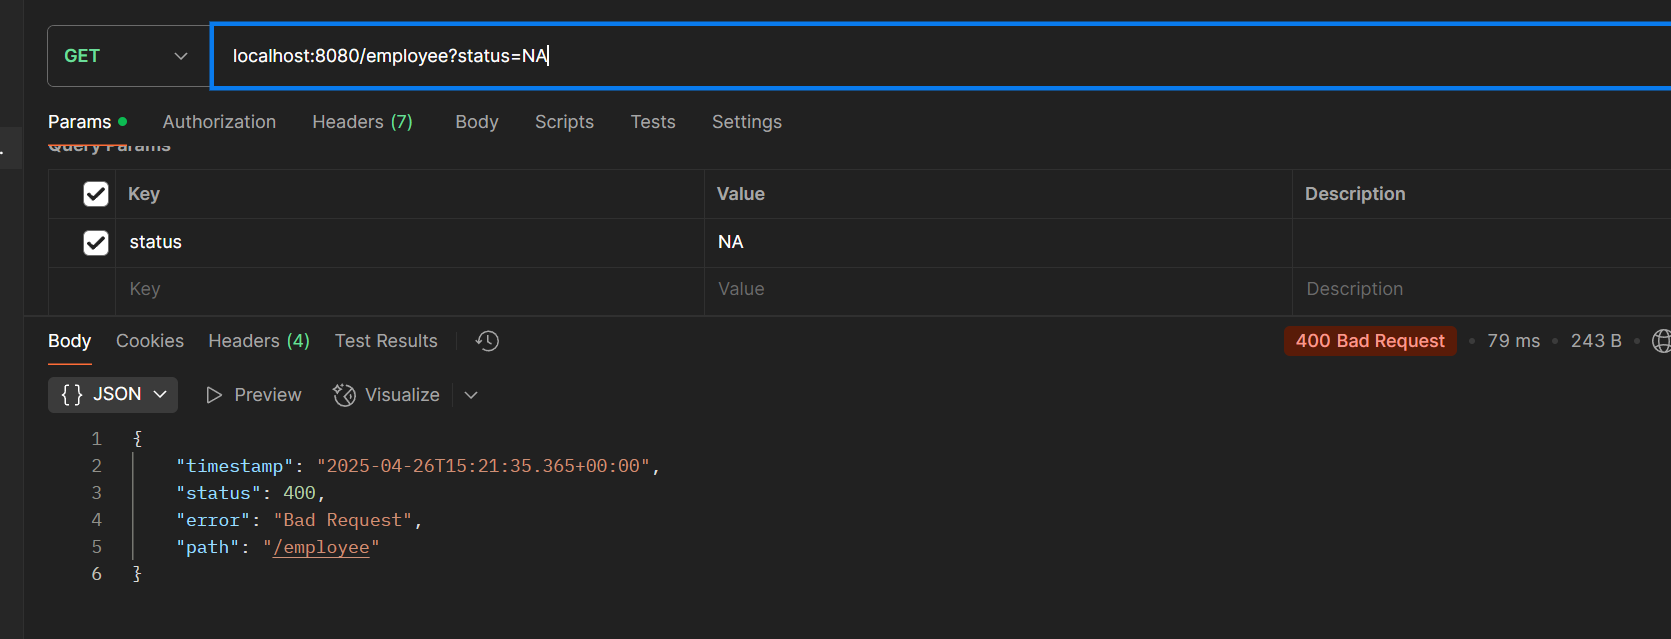 GET localhost:8080/employee?status=NA
Params Authorization Headers (7) Body Scripts Tests Settings
Query Params
Key Value Description
status NA
Key Value Description
Body Cookies Headers (4) Test Results 400 Bad Request • 79 ms • 243 B •
{ } JSON Preview Visualize
1 {
2 "timestamp": "2025-04-26T15:21:35.365+00:00",
3 "status": 400,
4 "error": "Bad Request",
5 "path": "/employee"
6 }